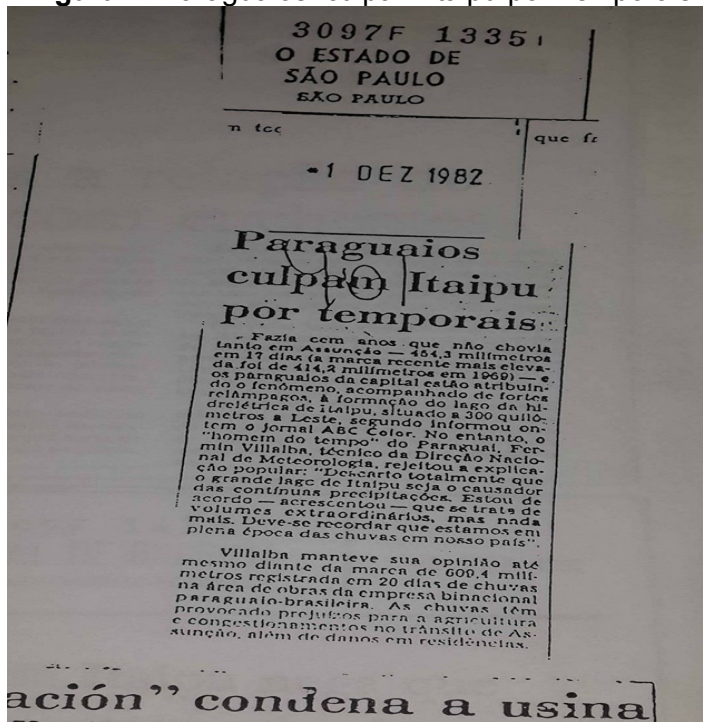 3097F 1335
O ESTADO DE
SÃO PAULO
SÃO PAULO
que
1 DEZ 1982
Paraguaios
culpam Itaipu
por temporais
Fazia cem anos que não chovia
tanto em Assunção — 454,3 milímetros
em 17 dias (a marca recente mais eleva-
da foi de 414,2 milímetros em 1969) — e
os paraguaios da capital estão atribuin-
do o fenômeno, acompanhado de fortes
relâmpagos, à formação do lago da hi-
drelétrica de Itaipu, situado a 300 quilô-
metros a Leste, segundo informou on-
tem o jornal ABC Color. No entanto, o
"homem do tempo" do Paraguai, Fer-
min Villalba, técnico da Direção Nacio-
nal de Meteorologia, rejeitou a explica-
ção popular: "Descarto totalmente que
o grande lago de Itaipu seja o causador
das contínuas precipitações. Estou de
acordo — acrescentou — que se trata de
volumes extraordinários, mas nada
mais. Deve-se recordar que estamos em
plena época das chuvas em nosso país".
Villalba manteve sua opinião até
mesmo diante da marca de 609,4 milí-
metros registrada em 20 dias de chuvas
na área de obras da empresa binacional
paraguaio-brasileira. As chuvas têm
provocado prejuízos para a agricultura
e congestionamentos no trânsito de As-
sunção, além de danos em residências.
ación" condena a usina